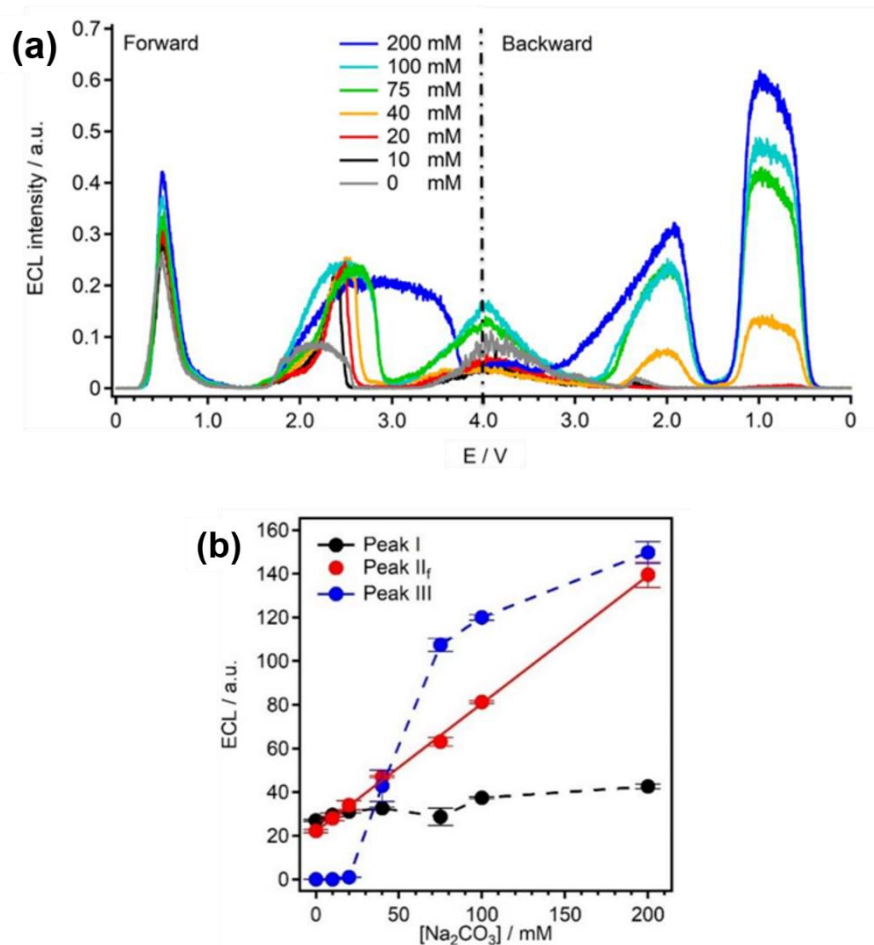 (a)
Forward
Backward
200 mM
100 mM
75 mM
40 mM
20 mM
10 mM
0 mM
ECL intensity / a.u.
0.7
0.6
0.5
0.4
0.3
0.2
0.1
0
0 1.0 2.0 3.0 4.0 3.0 2.0 1.0 0
E / V
(b)
Peak I
Peak II<sub>f</sub>
Peak III
ECL / a.u.
160
140
120
100
80
60
40
20
0
0 50 100 150 200
[Na₂CO₃] / mM